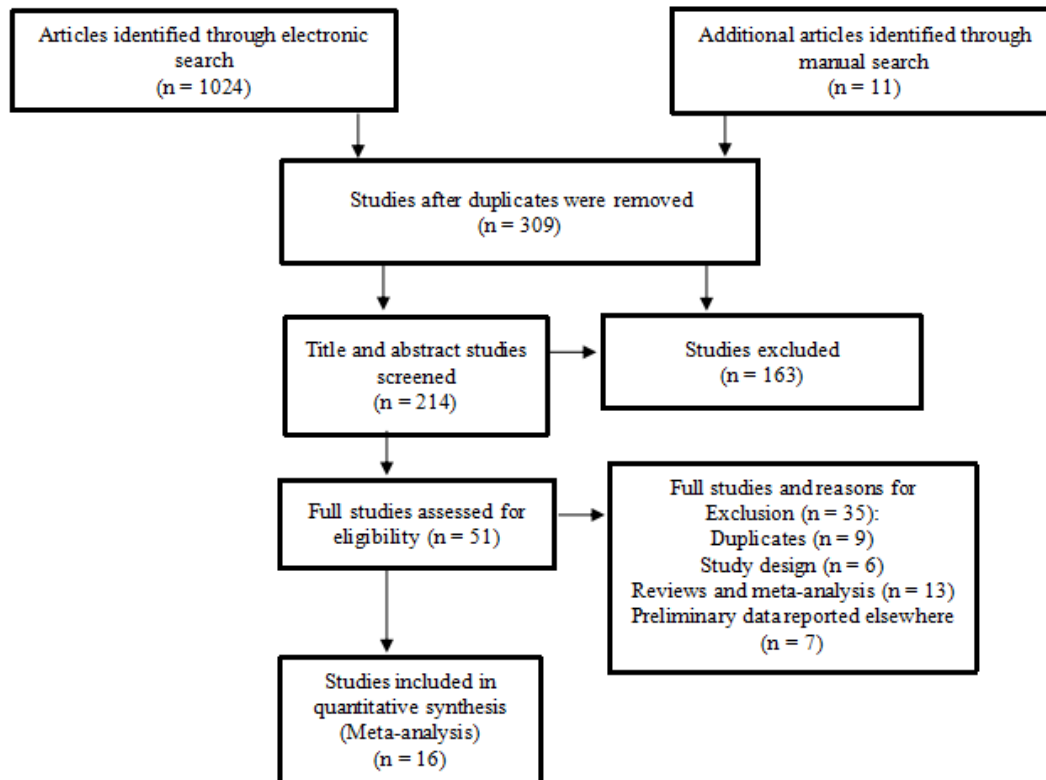 Articles identified through electronic
search
(n = 1024)
Additional articles identified through
manual search
(n = 11)
Studies after duplicates were removed
(n = 309)
Title and abstract studies
screened
(n = 214)
Studies excluded
(n = 163)
Full studies assessed for
eligibility (n = 51)
Full studies and reasons for
Exclusion (n = 35):
Duplicates (n = 9)
Study design (n = 6)
Reviews and meta-analysis (n = 13)
Preliminary data reported elsewhere
(n = 7)
Studies included in
quantitative synthesis
(Meta-analysis)
(n = 16)